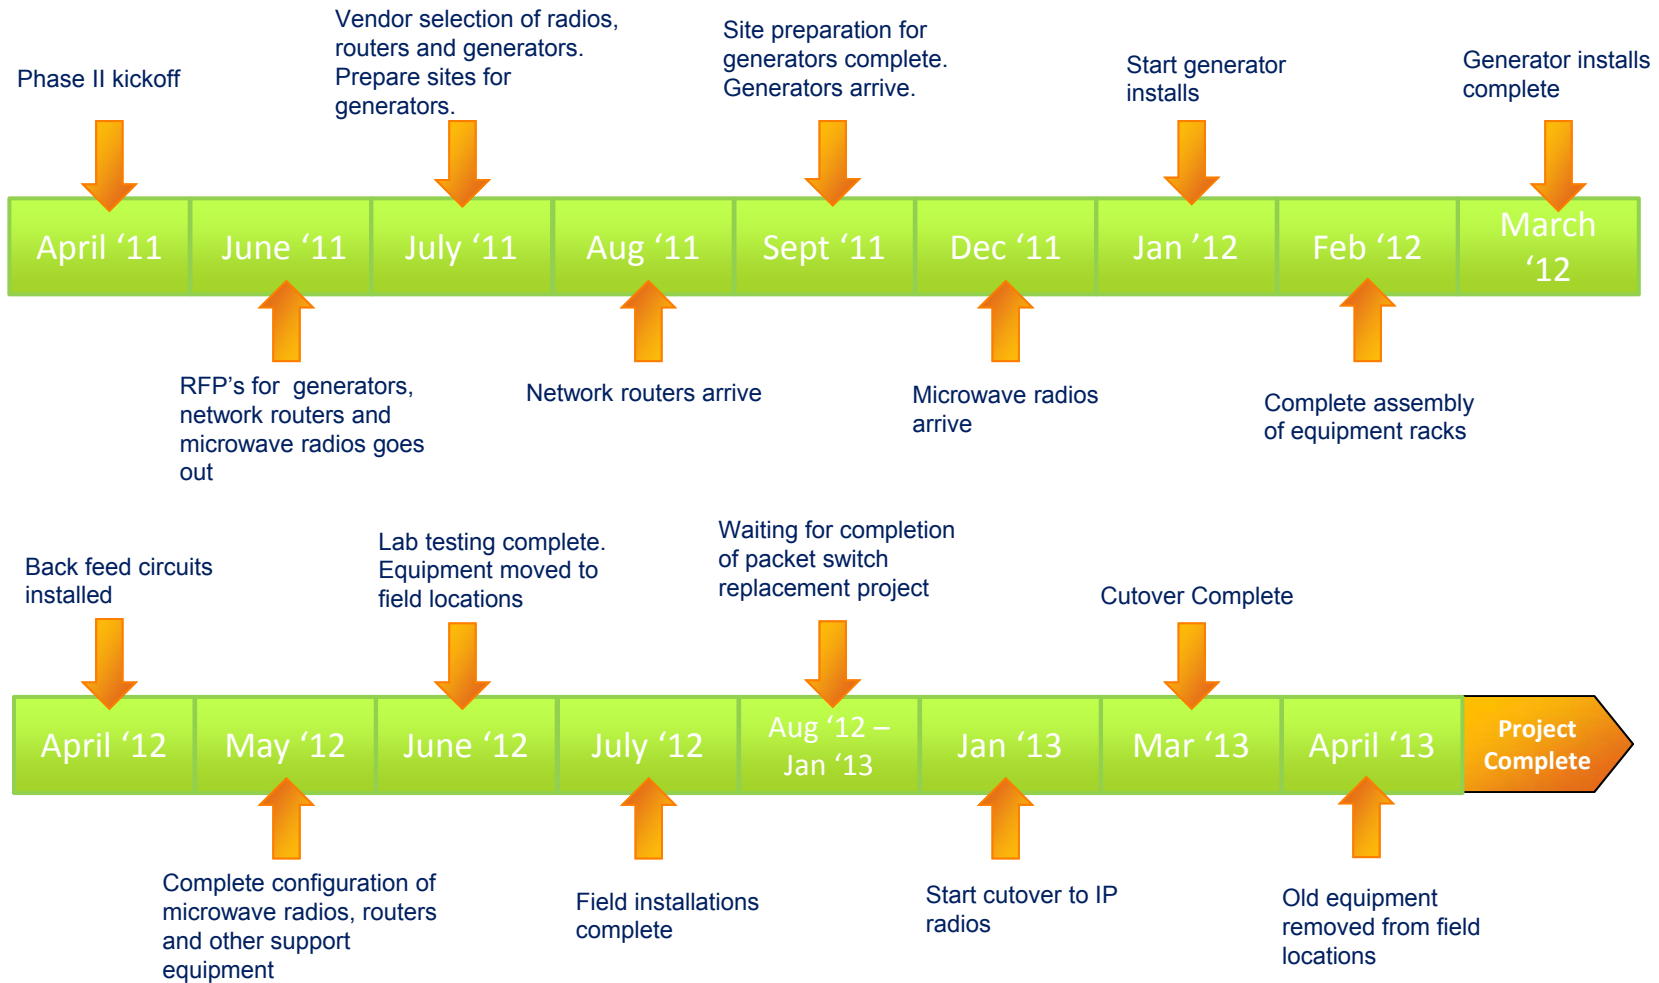 Phase II kickoff
Vendor selection of radios,
routers and generators.
Prepare sites for
generators.
Site preparation for
generators complete.
Generators arrive.
Start generator
installs
Generator installs
complete
April ‘11
June ‘11
July ‘11
Aug ‘11
Sept ‘11
Dec ‘11
Jan ’12
Feb ‘12
March
‘12
RFP’s for  generators,
network routers and
microwave radios goes
out
Network routers arrive
Microwave radios
arrive
Complete assembly
of equipment racks
Back feed circuits
installed
Lab testing complete.
Equipment moved to
field locations
Waiting for completion
of packet switch
replacement project
Cutover Complete
April ‘12
May ‘12
June ‘12
July ‘12
Aug ‘12 –
Jan ‘13
Jan ‘13
Mar ‘13
April ‘13
Project
Complete
Complete configuration of
microwave radios, routers
and other support
equipment
Field installations
complete
Start cutover to IP
radios
Old equipment
removed from field
locations